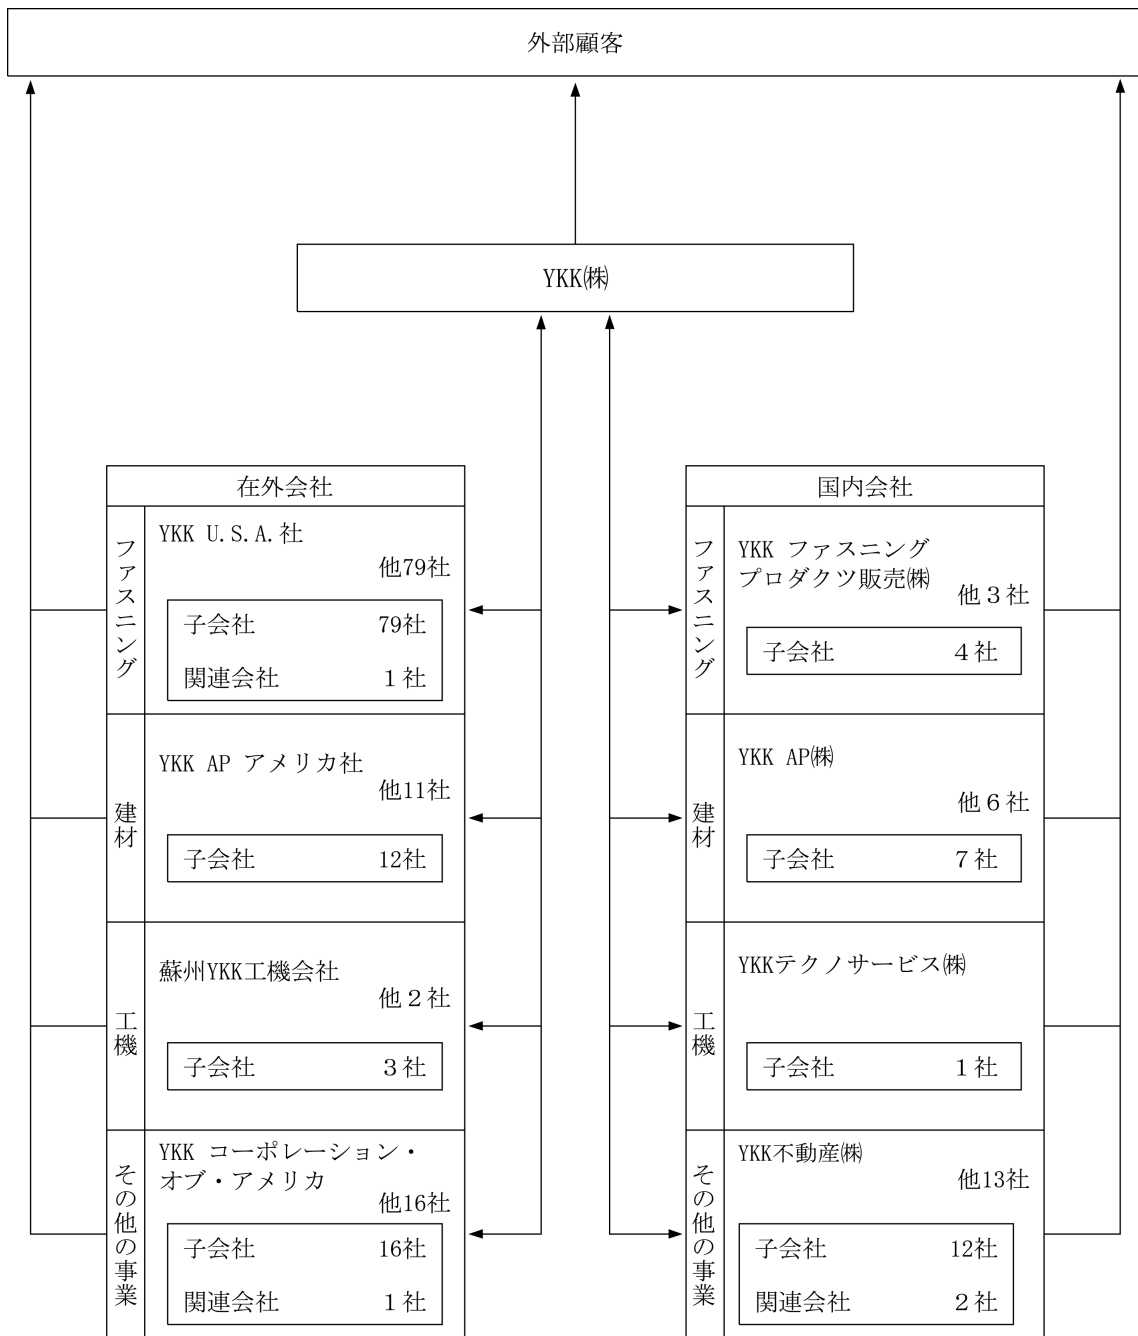 外部顧客
YKK㈱
在外会社
ファスニング
YKK U.S.A.社
他79社
子会社 79社
関連会社 1社
建材
YKK AP アメリカ社
他11社
子会社 12社
工機
蘇州YKK工機会社
他2社
子会社 3社
その他の事業
YKK コーポレーション・
オブ・アメリカ
他16社
子会社 16社
関連会社 1社
国内会社
ファスニング
YKK ファスニング
プロダクツ販売㈱
他3社
子会社 4社
建材
YKK AP㈱
他6社
子会社 7社
工機
YKKテクノサービス㈱
子会社 1社
その他の事業
YKK不動産㈱
他13社
子会社 12社
関連会社 2社